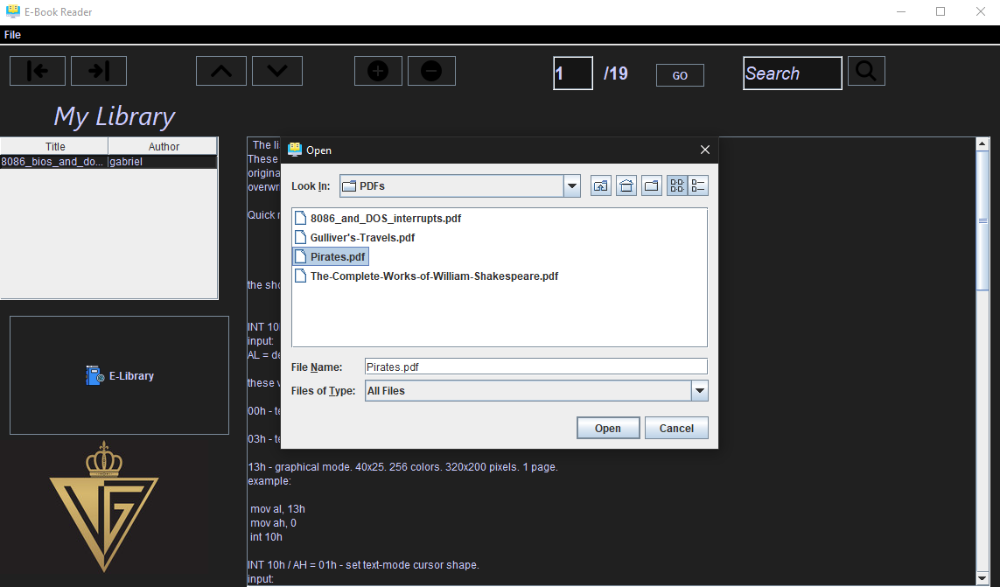 E-Book Reader
File
1 /19 GO Search
My Library
Title Author
8086_bios_and_do... gabriel
E-Library
The li
These
origina
overwr
Quick r
the sho
INT 10
input:
AL = de
these v
00h - te
03h - te
13h - graphical mode. 40x25. 256 colors. 320x200 pixels. 1 page.
example:
mov al, 13h
mov ah, 0
int 10h
INT 10h / AH = 01h - set text-mode cursor shape.
input:
Open
Look In: PDFs
8086_and_DOS_interrupts.pdf
Gulliver's-Travels.pdf
Pirates.pdf
The-Complete-Works-of-William-Shakespeare.pdf
File Name: Pirates.pdf
Files of Type: All Files
Open Cancel